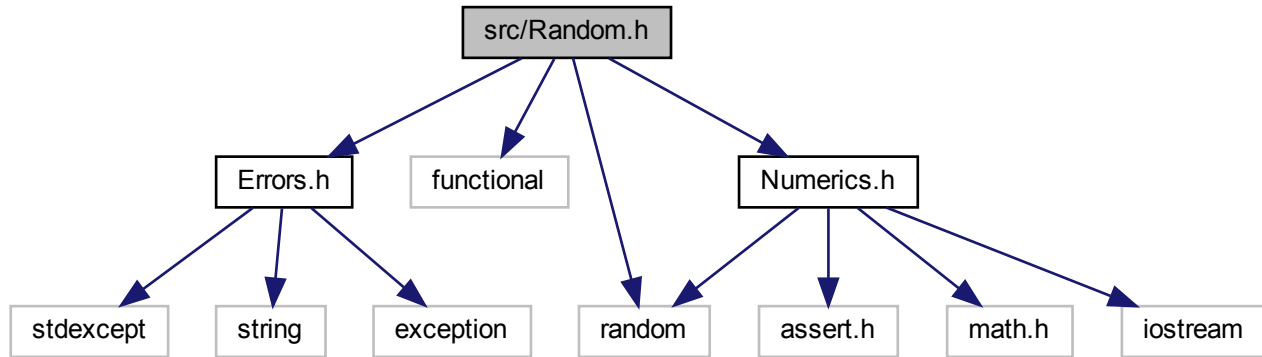 src/Random.h
Errors.h
functional
Numerics.h
stdexcept
string
exception
random
assert.h
math.h
iostream